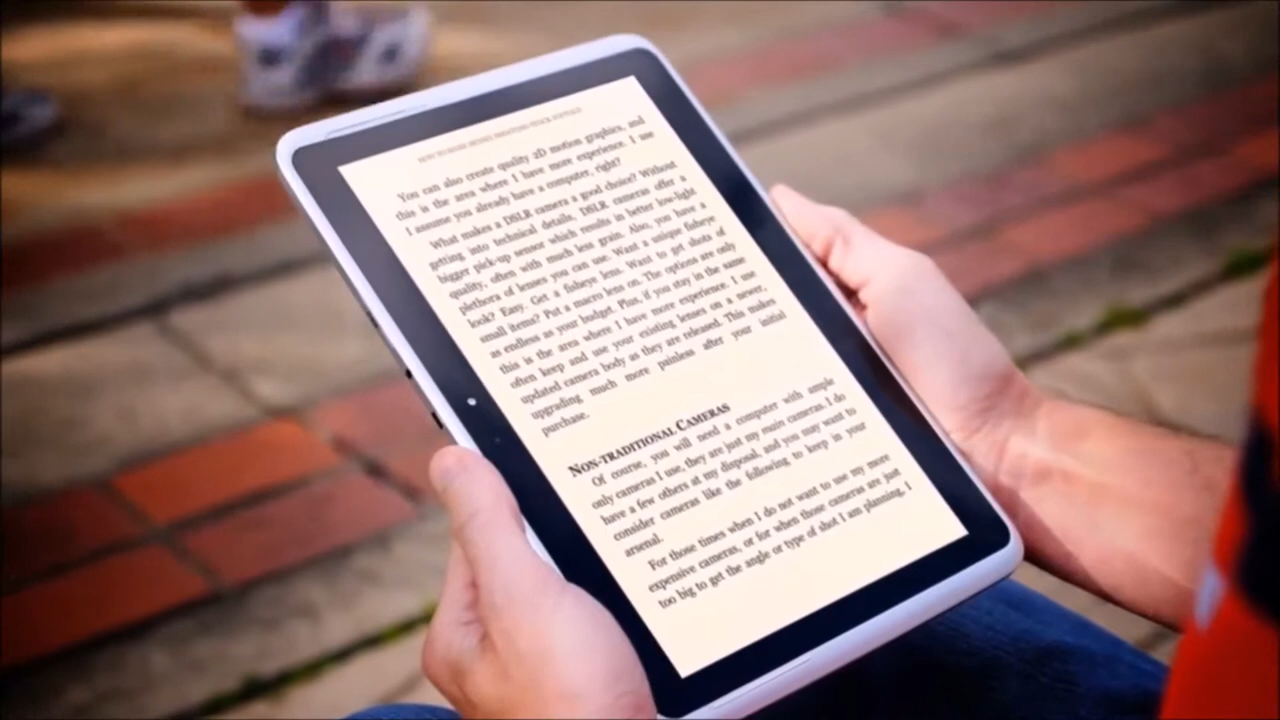 HOW TO MAKE MONEY SHOOTING STOCK FOOTAGE
You can also create quality 2D motion graphics, and
this is the area where I have more experience. I use
I assume you already have a computer, right?
What makes a DSLR camera a good choice? Without
getting into technical details, DSLR cameras offer a
bigger pick-up sensor which results in better low-light
quality, often with much less grain. Also, you have a
plethora of lenses you can use. Want a unique fisheye
look? Easy. Get a fisheye lens. Want to get shots of
small items? Put a macro lens on. The options are only
as endless as your budget. Plus, if you stay in the same
this is the area where I have more experience. I use
often keep and use your existing lenses on a newer,
updated camera body as they are released. This makes
upgrading much more painless after your initial
purchase.
NON-TRADITIONAL CAMERAS
Of course, you will need a computer with ample
only cameras I use, they are just my main cameras. I do
have a few others at my disposal, and you may want to
consider cameras like the following to keep in your
arsenal.
For those times when I do not want to use my more
expensive cameras, or for when those cameras are just
too big to get the angle or type of shot I am planning, I